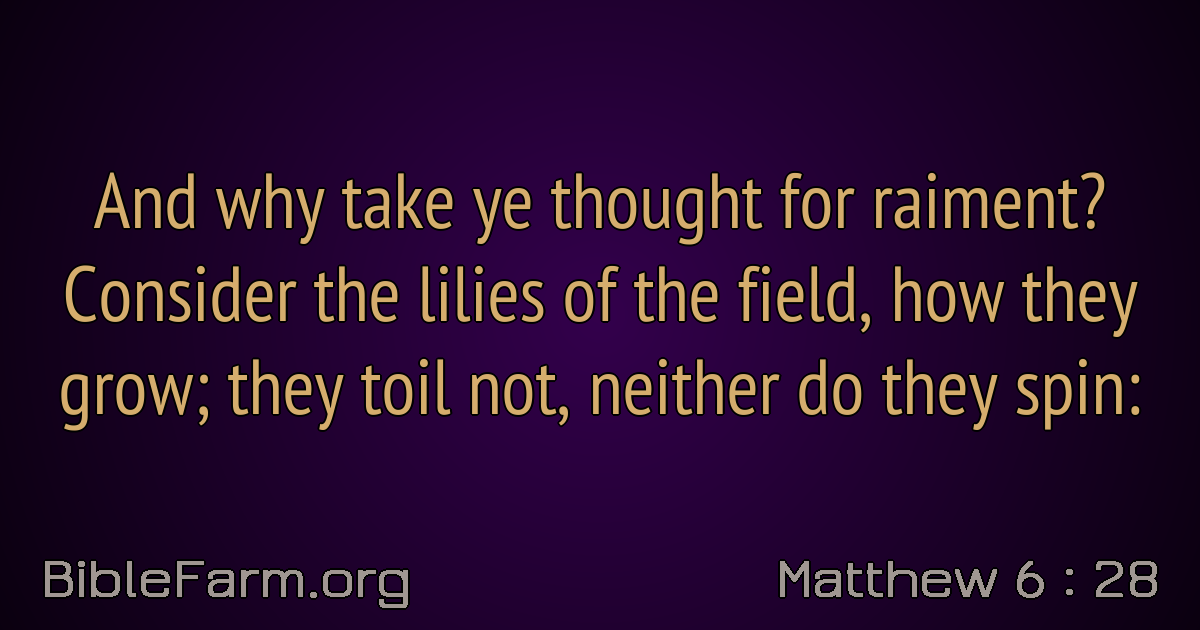 And why take ye thought for raiment?
Consider the lilies of the field, how they
grow; they toil not, neither do they spin:
BibleFarm.org
Matthew 6 : 28